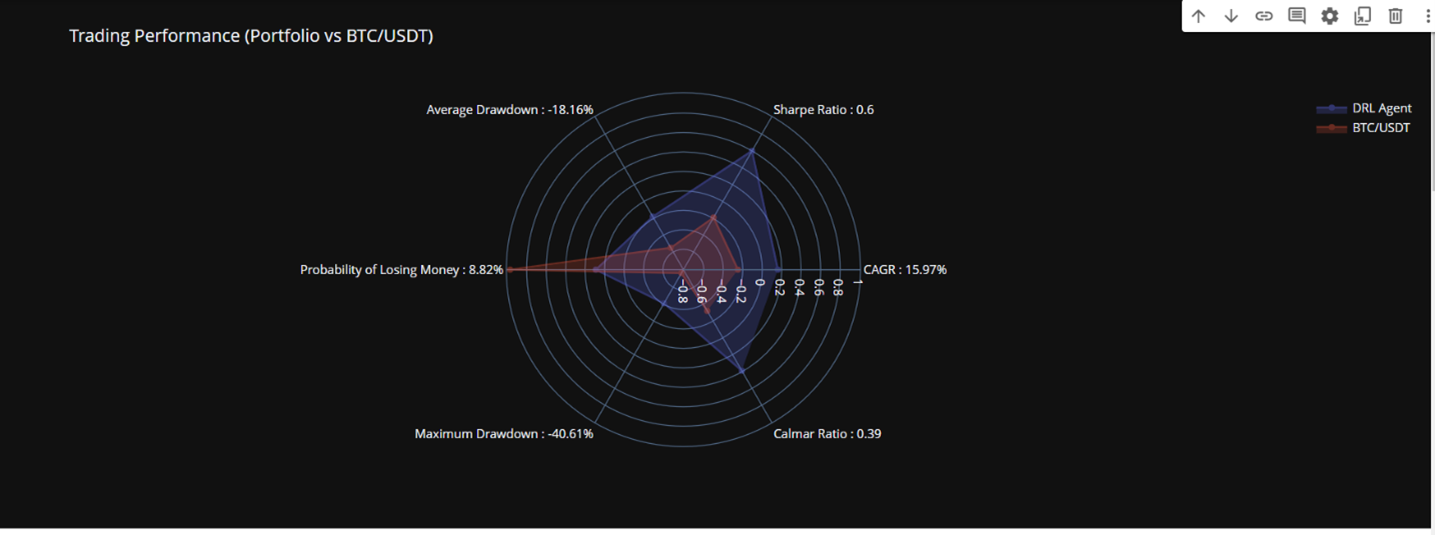 Trading Performance (Portfolio vs BTC/USDT)
Average Drawdown : -18.16%
Sharpe Ratio : 0.6
DRL Agent
BTC/USDT
Probability of Losing Money : 8.82%
CAGR : 15.97%
−0.8
−0.6
−0.4
−0.2
0
0.2
0.4
0.6
0.8
1
Maximum Drawdown : -40.61%
Calmar Ratio : 0.39